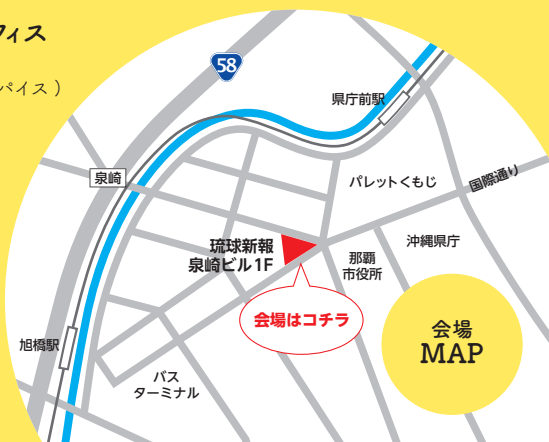 フィス
パイス）
58
県庁前駅
泉崎
パレットくもじ
国際通り
琉球新報
泉崎ビル1F
那覇
市役所
沖縄県庁
会場はコチラ
旭橋駅
会場
MAP
バス
ターミナル